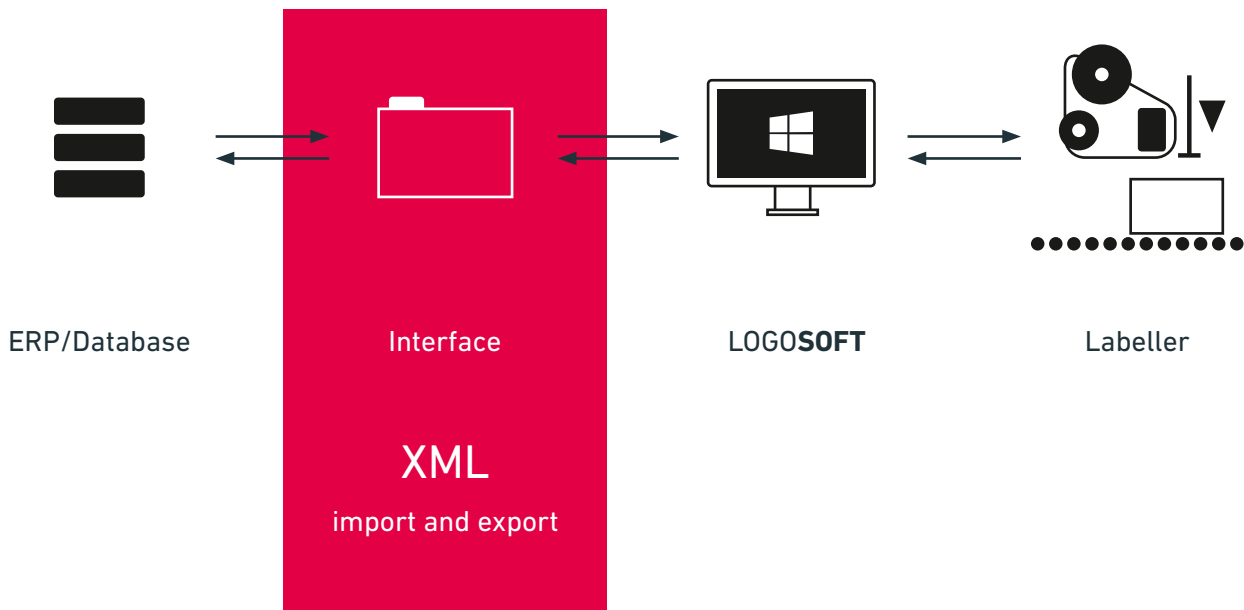 ERP/Database
Interface
LOGOSOFT
Labeller
XML
import and export